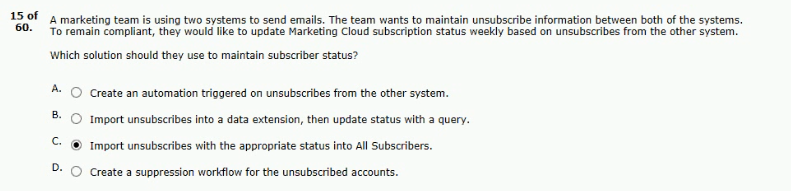 15 of
60.
A marketing team is using two systems to send emails. The team wants to maintain unsubscribe information between both of the systems.
To remain compliant, they would like to update Marketing Cloud subscription status weekly based on unsubscribes from the other system.
Which solution should they use to maintain subscriber status?
A. Create an automation triggered on unsubscribes from the other system.
B. Import unsubscribes into a data extension, then update status with a query.
C. Import unsubscribes with the appropriate status into All Subscribers.
D. Create a suppression workflow for the unsubscribed accounts.